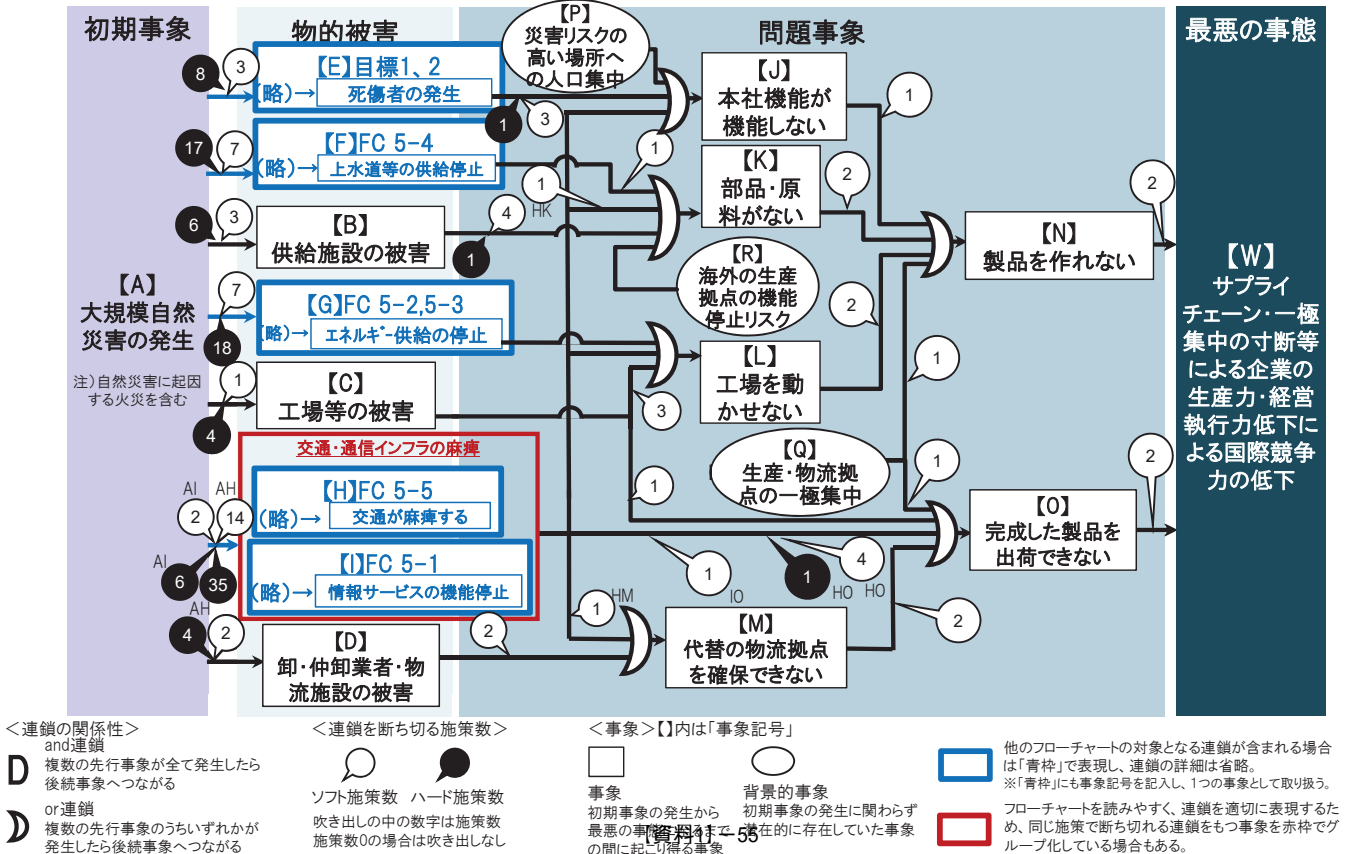 初期事象
物的被害
問題事象
最悪の事態
【A】
大規模自然
災害の発生
注）自然災害に起因
する火災を含む
8
3
【E】目標1、2
(略)→ 死傷者の発生
1
3
17
7
【F】FC 5-4
(略)→ 上水道等の供給停止
1
6
3
【B】
供給施設の被害
1
HK
4
1
7
18
【G】FC 5-2,5-3
(略)→ エネルギー供給の停止
1
4
【C】
工場等の被害
3
交通・通信インフラの麻痺
AI
AH
2
14
【H】FC 5-5
(略)→ 交通が麻痺する
AI
6
35
AH
【I】FC 5-1
(略)→ 情報サービスの機能停止
4
2
【D】
卸・仲卸業者・物
流施設の被害
2
【P】
災害リスクの
高い場所へ
の人口集中
【J】
本社機能が
機能しない
1
【K】
部品・原
料がない
2
【R】
海外の生産
拠点の機能
停止リスク
【L】
工場を動
かせない
2
1
【Q】
生産・物流拠
点の一極集中
1
1
1
IO
1
HO
4
HO
1
HM
【M】
代替の物流拠点
を確保できない
2
【N】
製品を作れない
2
【O】
完成した製品を
出荷できない
2
【W】
サプライ
チェーン・一極
集中の寸断等
による企業の
生産力・経営
執行力低下に
よる国際競争
力の低下
＜連鎖の関係性＞
and連鎖
複数の先行事象が全て発生したら
後続事象へつながる
or連鎖
複数の先行事象のうちいずれかが
発生したら後続事象へつながる
＜連鎖を断ち切る施策数＞
ソフト施策数 ハード施策数
吹き出しの中の数字は施策数
施策数0の場合は吹き出しなし
＜事象＞【】内は「事象記号」
事象
初期事象の発生から
最悪の事態に至るまで
の間に起こり得る事象
背景的事象
初期事象の発生に関わらず
潜在的に存在していた事象
【資料1】- 55
他のフローチャートの対象となる連鎖が含まれる場合
は「青枠」で表現し、連鎖の詳細は省略。
※「青枠」にも事象記号を記入し、1つの事象として取り扱う。
フローチャートを読みやすく、連鎖を適切に表現するた
め、同じ施策で断ち切れる連鎖をもつ事象を赤枠でグ
ループ化している場合もある。